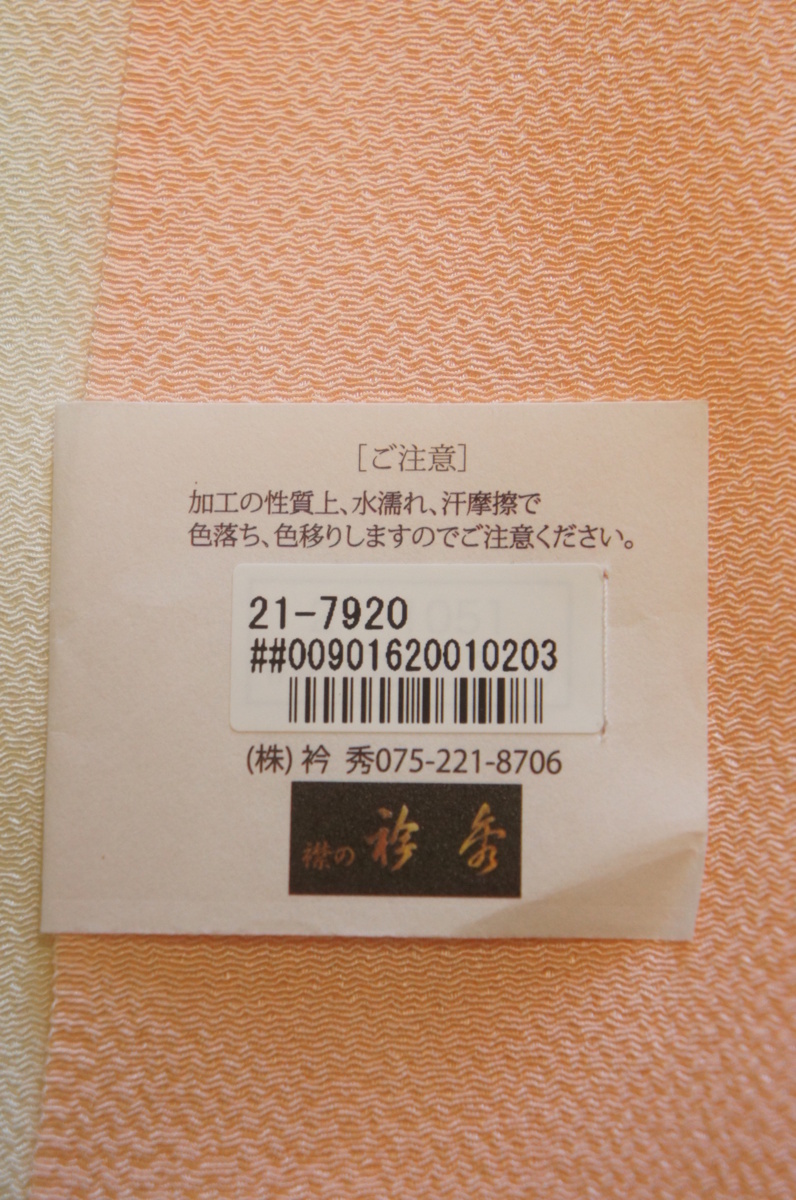 ［ご注意］
加工の性質上、水濡れ、汗摩擦で
色落ち、色移りしますのでご注意ください。
051
21-7920
##00901620010203
(株) 衿 秀075-221-8706
襟の 衿 秀